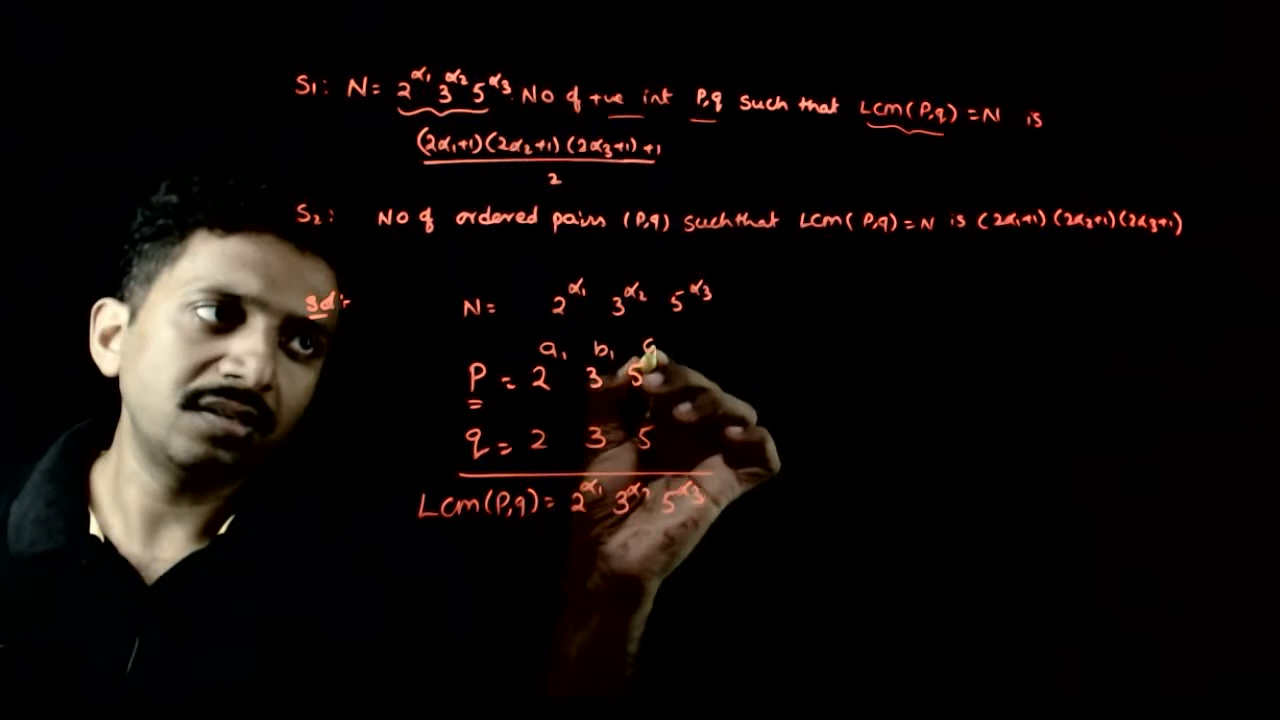 S1: N = 2^α1 3^α2 5^α3. No of +ve int P,q such that Lcm(P,q) = N is
(2α1+1)(2α2+1)(2α3+1)+1
2
S2: No of ordered pairs (P,q) such that Lcm(P,q) = N is (2α1+1)(2α2+1)(2α3+1)
Sol:
N = 2^α1 3^α2 5^α3
P = 2^a1 3^b1 5
q = 2 3 5
Lcm(P,q) = 2^α1 3^α2 5^α3